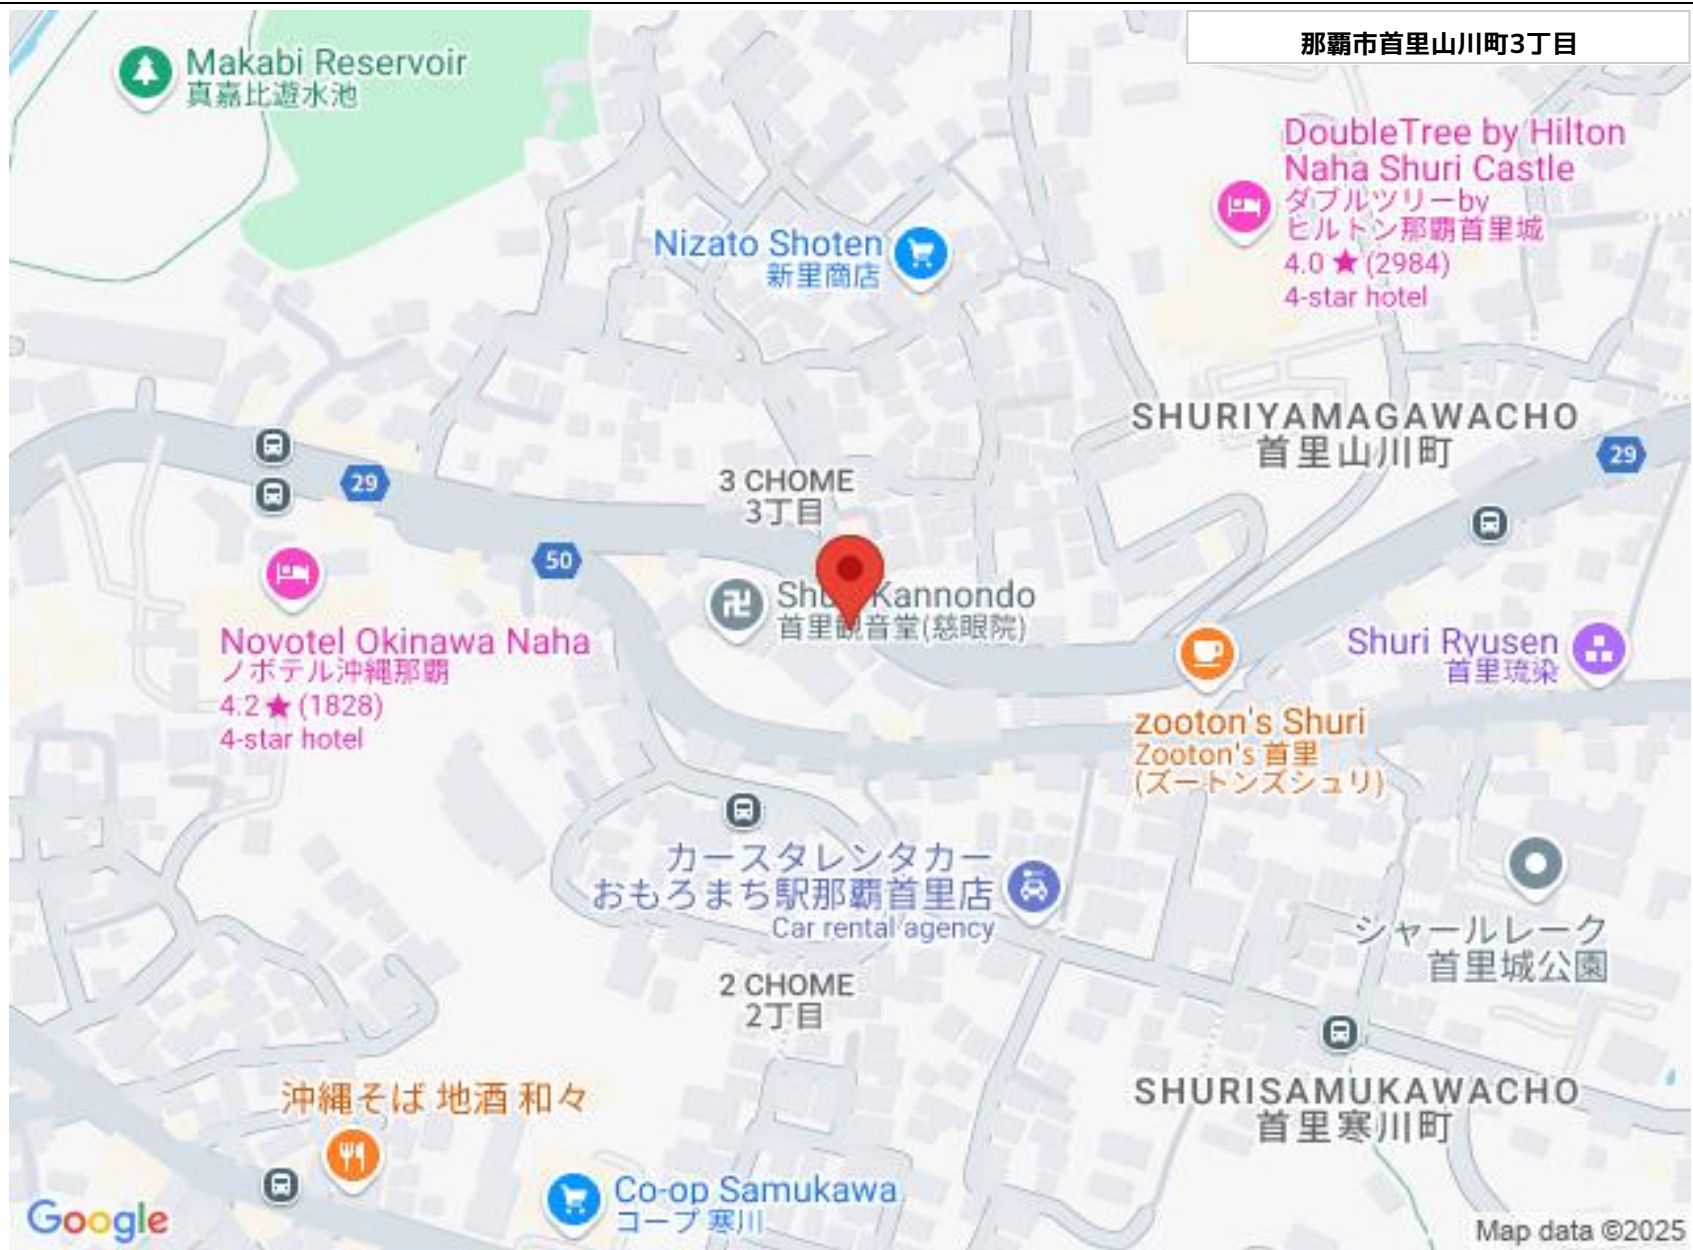 那覇市首里山川町3丁目
Makabi Reservoir
真嘉比遊水池
DoubleTree by Hilton
Naha Shuri Castle
ダブルツリーby
ヒルトン那覇首里城
4.0 ★ (2984)
4-star hotel
Nizato Shoten
新里商店
SHURIYAMAGAWACHO
首里山川町
29
29
3 CHOME
3丁目
50
Kannondo
首里観音堂(慈眼院)
Novotel Okinawa Naha
ノボテル沖縄那覇
4.2 ★ (1828)
4-star hotel
Shuri Ryusen
首里琉染
zooton's Shuri
Zooton's 首里
(ズートンズシュリ)
カースタレンタカー
おもろまち駅那覇首里店
Car rental agency
シャールレーク
首里城公園
2 CHOME
2丁目
SHURISAMUKAWACHO
首里寒川町
沖縄そば 地酒 和々
Co-op Samukawa
コープ 寒川
Google
Map data ©2025